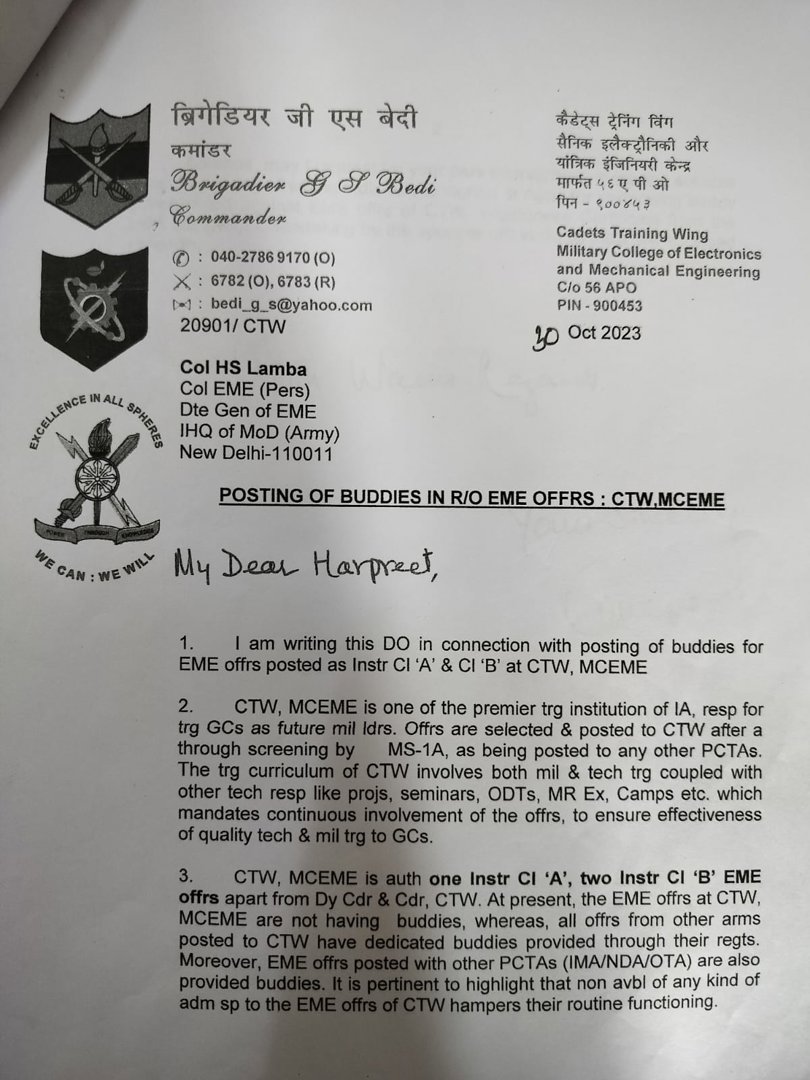 ब्रिगेडियर जी एस बेदी
कमांडर
Brigadier G S Bedi
Commander
: 040-2786 9170 (O)
: 6782 (O), 6783 (R)
: bedi_g_s@yahoo.com
20901/ CTW
कैडेट्स ट्रेनिंग विंग
सैनिक इलैक्ट्रौनिकी और
यांत्रिक इंजिनियरी केन्द्र
मार्फत ५६ ए पी ओ
पिन - ९००४५३
Cadets Training Wing
Military College of Electronics
and Mechanical Engineering
C/o 56 APO
PIN - 900453
30 Oct 2023
Col HS Lamba
Col EME (Pers)
Dte Gen of EME
IHQ of MoD (Army)
New Delhi-110011
EXCELLENCE IN ALL SPHERES
POWER THROUGH KNOWLEDGE
WE CAN : WE WILL
POSTING OF BUDDIES IN R/O EME OFFRS : CTW,MCEME
My Dear Harpreet,
1. I am writing this DO in connection with posting of buddies for
EME offrs posted as Instr Cl ‘A’ & Cl ‘B’ at CTW, MCEME
2. CTW, MCEME is one of the premier trg institution of IA, resp for
trg GCs as future mil ldrs. Offrs are selected & posted to CTW after a
through screening by MS-1A, as being posted to any other PCTAs.
The trg curriculum of CTW involves both mil & tech trg coupled with
other tech resp like projs, seminars, ODTs, MR Ex, Camps etc. which
mandates continuous involvement of the offrs, to ensure effectiveness
of quality tech & mil trg to GCs.
3. CTW, MCEME is auth one Instr Cl ‘A’, two Instr Cl ‘B’ EME
offrs apart from Dy Cdr & Cdr, CTW. At present, the EME offrs at CTW,
MCEME are not having buddies, whereas, all offrs from other arms
posted to CTW have dedicated buddies provided through their regts.
Moreover, EME offrs posted with other PCTAs (IMA/NDA/OTA) are also
provided buddies. It is pertinent to highlight that non avbl of any kind of
adm sp to the EME offrs of CTW hampers their routine functioning.